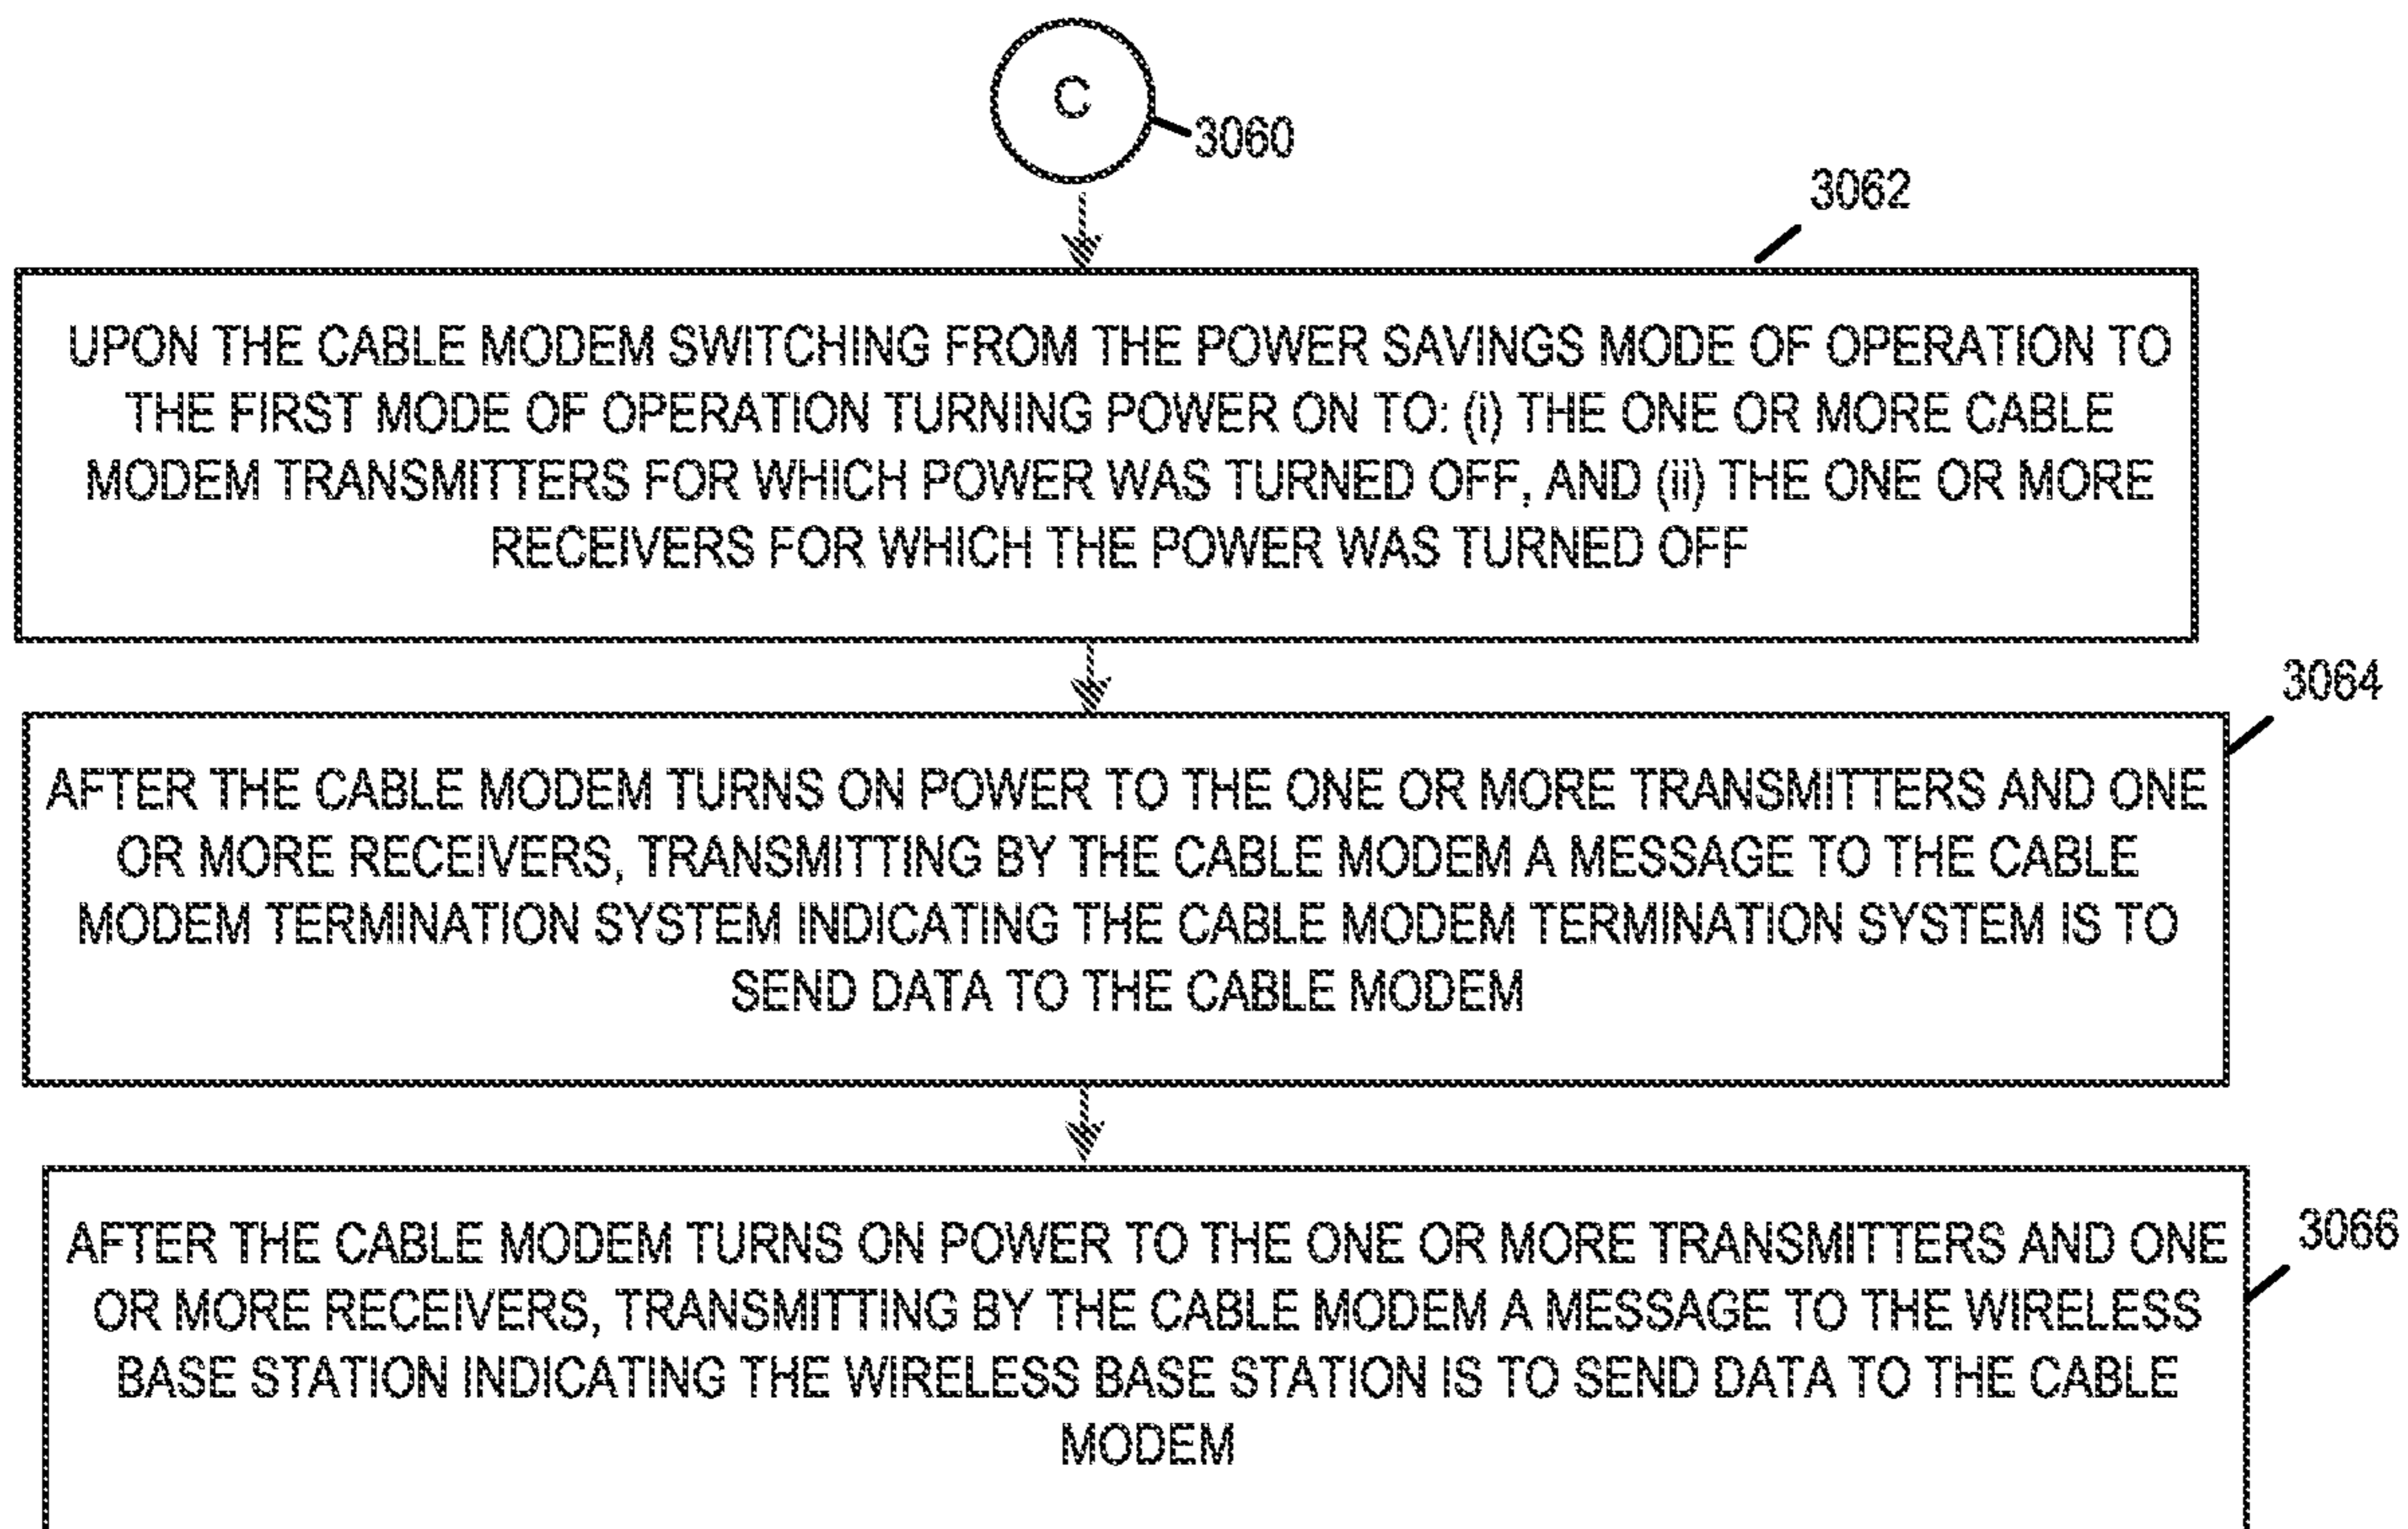 C
3060
3062
UPON THE CABLE MODEM SWITCHING FROM THE POWER SAVINGS MODE OF OPERATION TO
THE FIRST MODE OF OPERATION TURNING POWER ON TO: (i) THE ONE OR MORE CABLE
MODEM TRANSMITTERS FOR WHICH POWER WAS TURNED OFF, AND (ii) THE ONE OR MORE
RECEIVERS FOR WHICH THE POWER WAS TURNED OFF
3064
AFTER THE CABLE MODEM TURNS ON POWER TO THE ONE OR MORE TRANSMITTERS AND ONE
OR MORE RECEIVERS, TRANSMITTING BY THE CABLE MODEM A MESSAGE TO THE CABLE
MODEM TERMINATION SYSTEM INDICATING THE CABLE MODEM TERMINATION SYSTEM IS TO
SEND DATA TO THE CABLE MODEM
3066
AFTER THE CABLE MODEM TURNS ON POWER TO THE ONE OR MORE TRANSMITTERS AND ONE
OR MORE RECEIVERS, TRANSMITTING BY THE CABLE MODEM A MESSAGE TO THE WIRELESS
BASE STATION INDICATING THE WIRELESS BASE STATION IS TO SEND DATA TO THE CABLE
MODEM